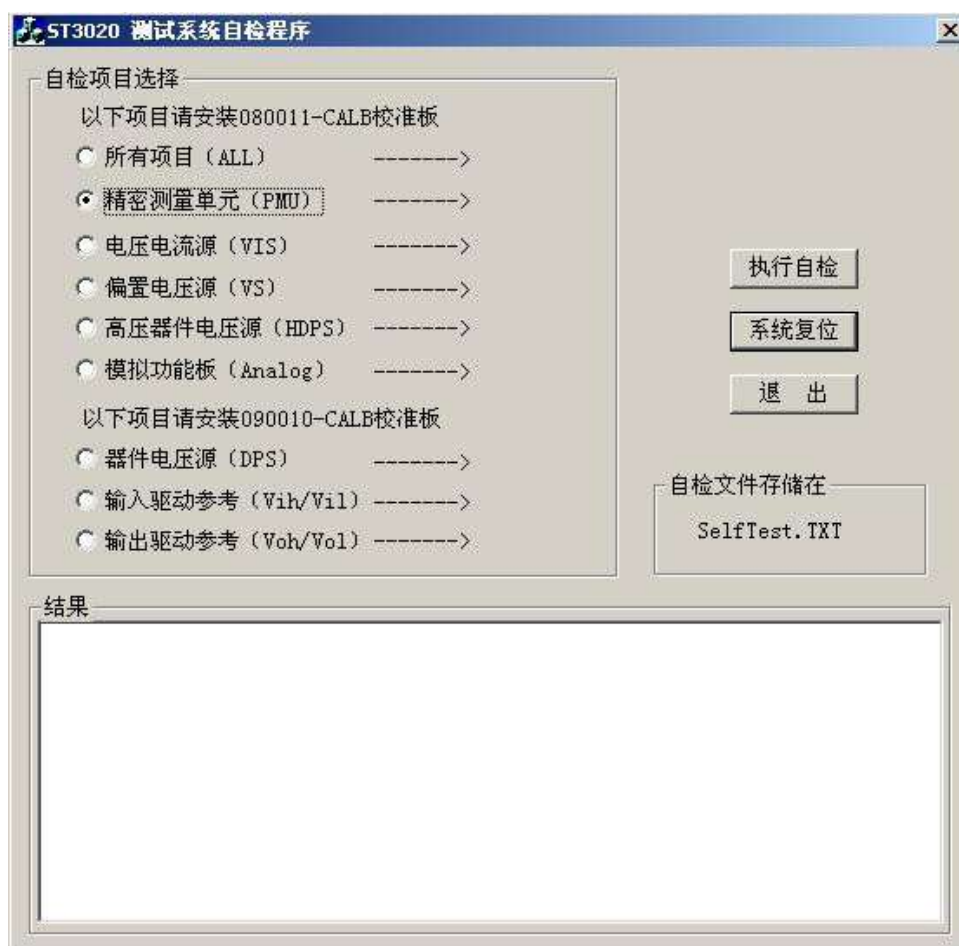 ST3020 测试系统自检程序
自检项目选择
以下项目请安装080011-CALB校准板
所有项目（ALL） ------->
精密测量单元（PMU） ------->
电压电流源（VIS） ------->
偏置电压源（VS） ------->
高压器件电压源（HDPS） ------->
模拟功能板（Analog） ------->
以下项目请安装090010-CALB校准板
器件电压源（DPS） ------->
输入驱动参考（Vih/Vil） ------->
输出驱动参考（Voh/Vol） ------->
执行自检
系统复位
退 出
自检文件存储在
SelfTest.TXT
结果